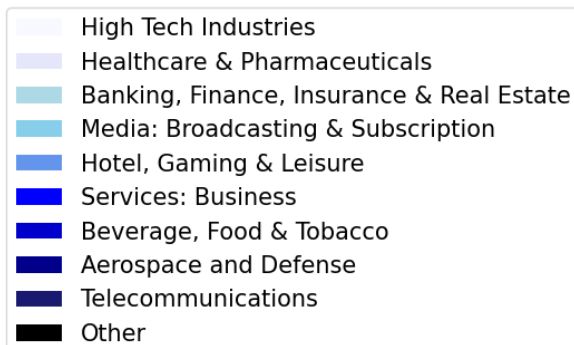 High Tech Industries
Healthcare & Pharmaceuticals
Banking, Finance, Insurance & Real Estate
Media: Broadcasting & Subscription
Hotel, Gaming & Leisure
Services: Business
Beverage, Food & Tobacco
Aerospace and Defense
Telecommunications
Other